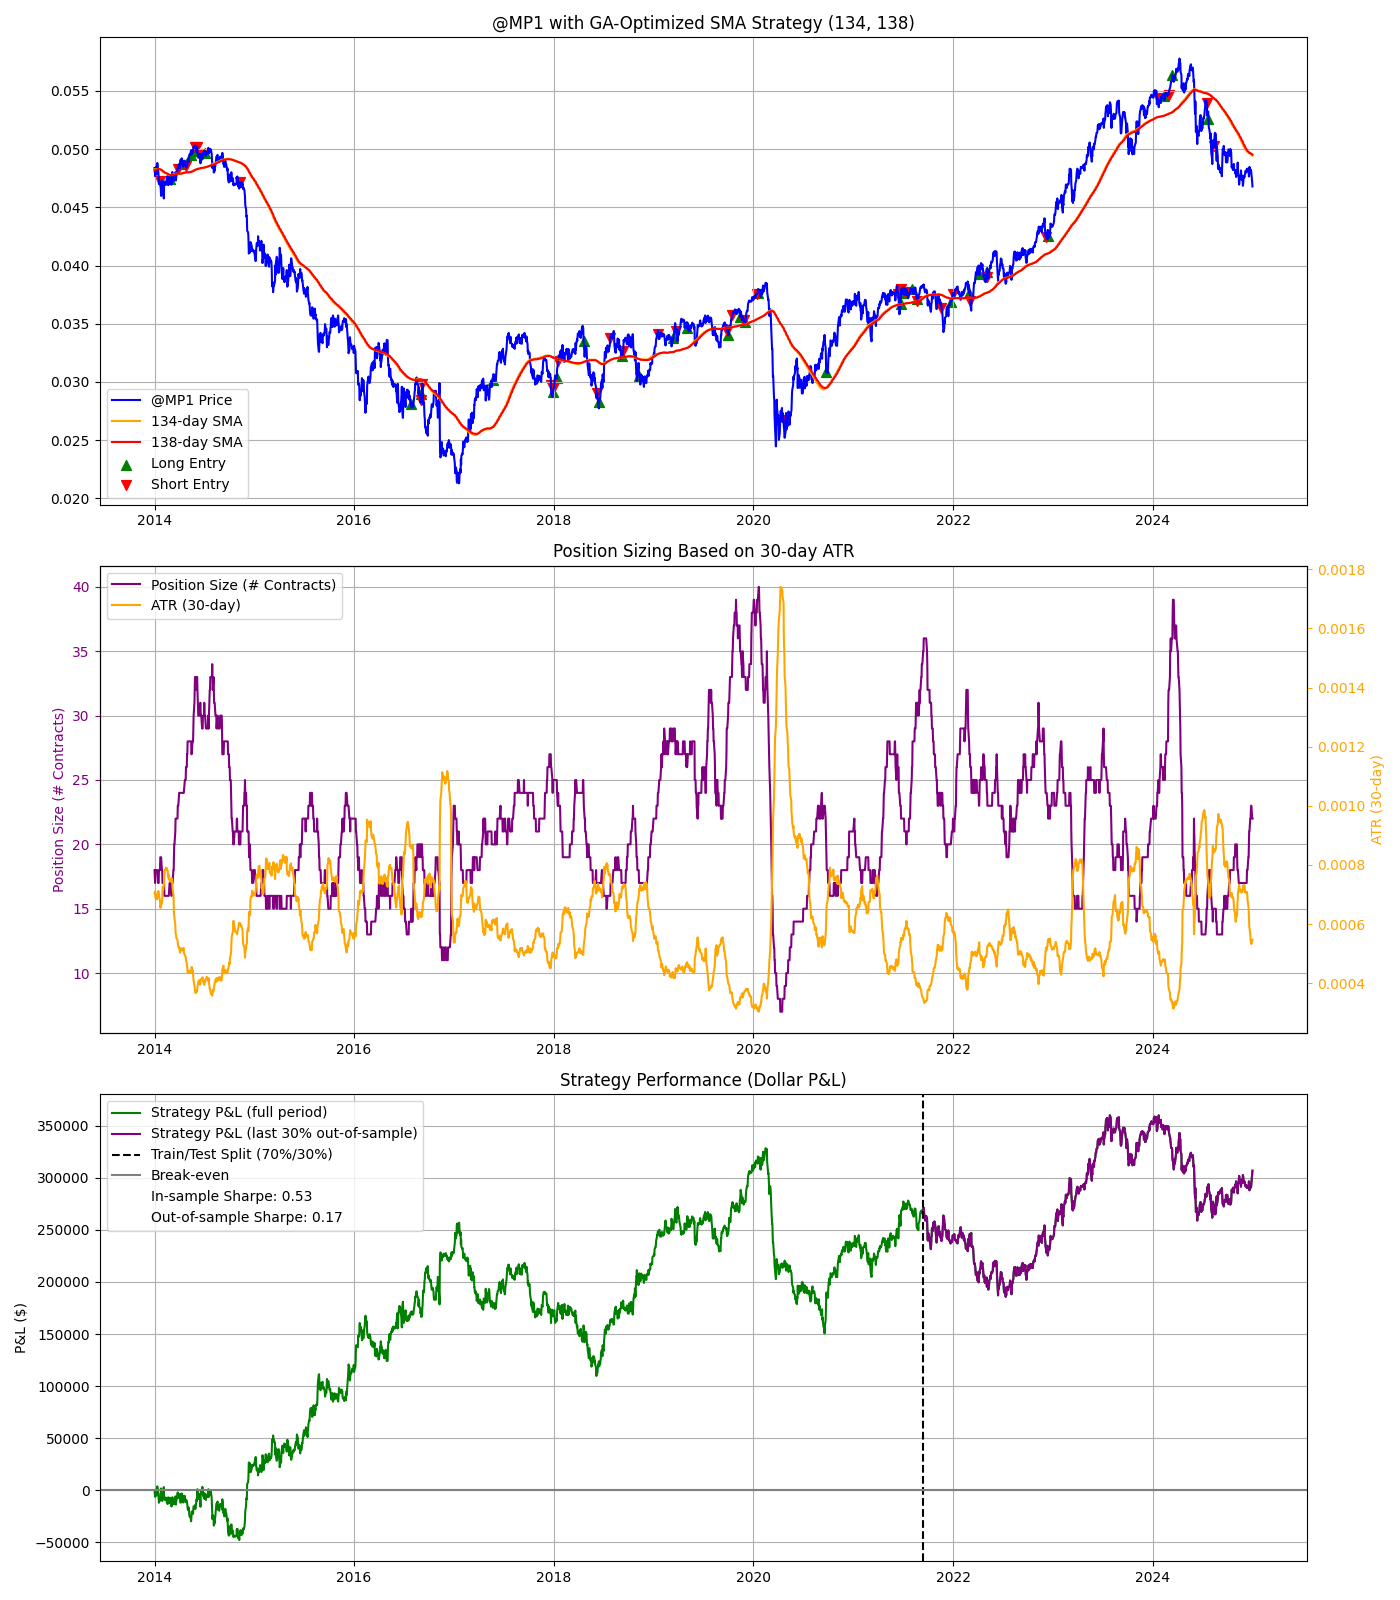 @MP1 with GA-Optimized SMA Strategy (134, 138)
0.055
0.050
0.045
0.040
0.035
0.030
0.025
0.020
@MP1 Price
134-day SMA
138-day SMA
Long Entry
Short Entry
2014 2016 2018 2020 2022 2024
Position Sizing Based on 30-day ATR
Position Size (# Contracts)
40
35
30
25
20
15
10
Position Size (# Contracts)
ATR (30-day)
0.0018
0.0016
0.0014
0.0012
0.0010
0.0008
0.0006
0.0004
ATR (30-day)
2014 2016 2018 2020 2022 2024
Strategy Performance (Dollar P&L)
P&L ($)
350000
300000
250000
200000
150000
100000
50000
0
−50000
Strategy P&L (full period)
Strategy P&L (last 30% out-of-sample)
Train/Test Split (70%/30%)
Break-even
In-sample Sharpe: 0.53
Out-of-sample Sharpe: 0.17
2014 2016 2018 2020 2022 2024